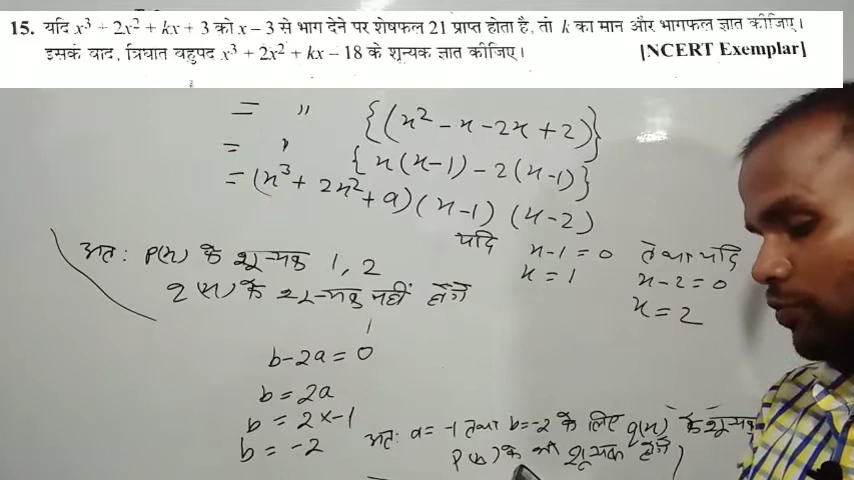 15. यदि x³ + 2x² + kx + 3 को x – 3 से भाग देने पर शेषफल 21 प्राप्त होता है, तो k का मान और भागफल ज्ञात कीजिए।
इसके बाद, त्रिघात बहुपद x³ + 2x² + kx – 18 के शून्यक ज्ञात कीजिए। [NCERT Exemplar]
= " {(x² - x - 2x + 2)}
= " {x(x-1) - 2(x-1)}
= (x³ + 2x² + a)(x-1)(x-2)
यदि x-1 = 0 तथा यदि
x = 1 x-2 = 0
x = 2
अतः P(x) के शून्यक 1, 2
q(x) के शून्यक नहीं होंगे
b-2a = 0
b = 2a
b = 2x-1
b = -2
अतः a = -1 तथा b = -2 के लिए q(x) के शून्यक
P(x) के भी शून्यक होंगे